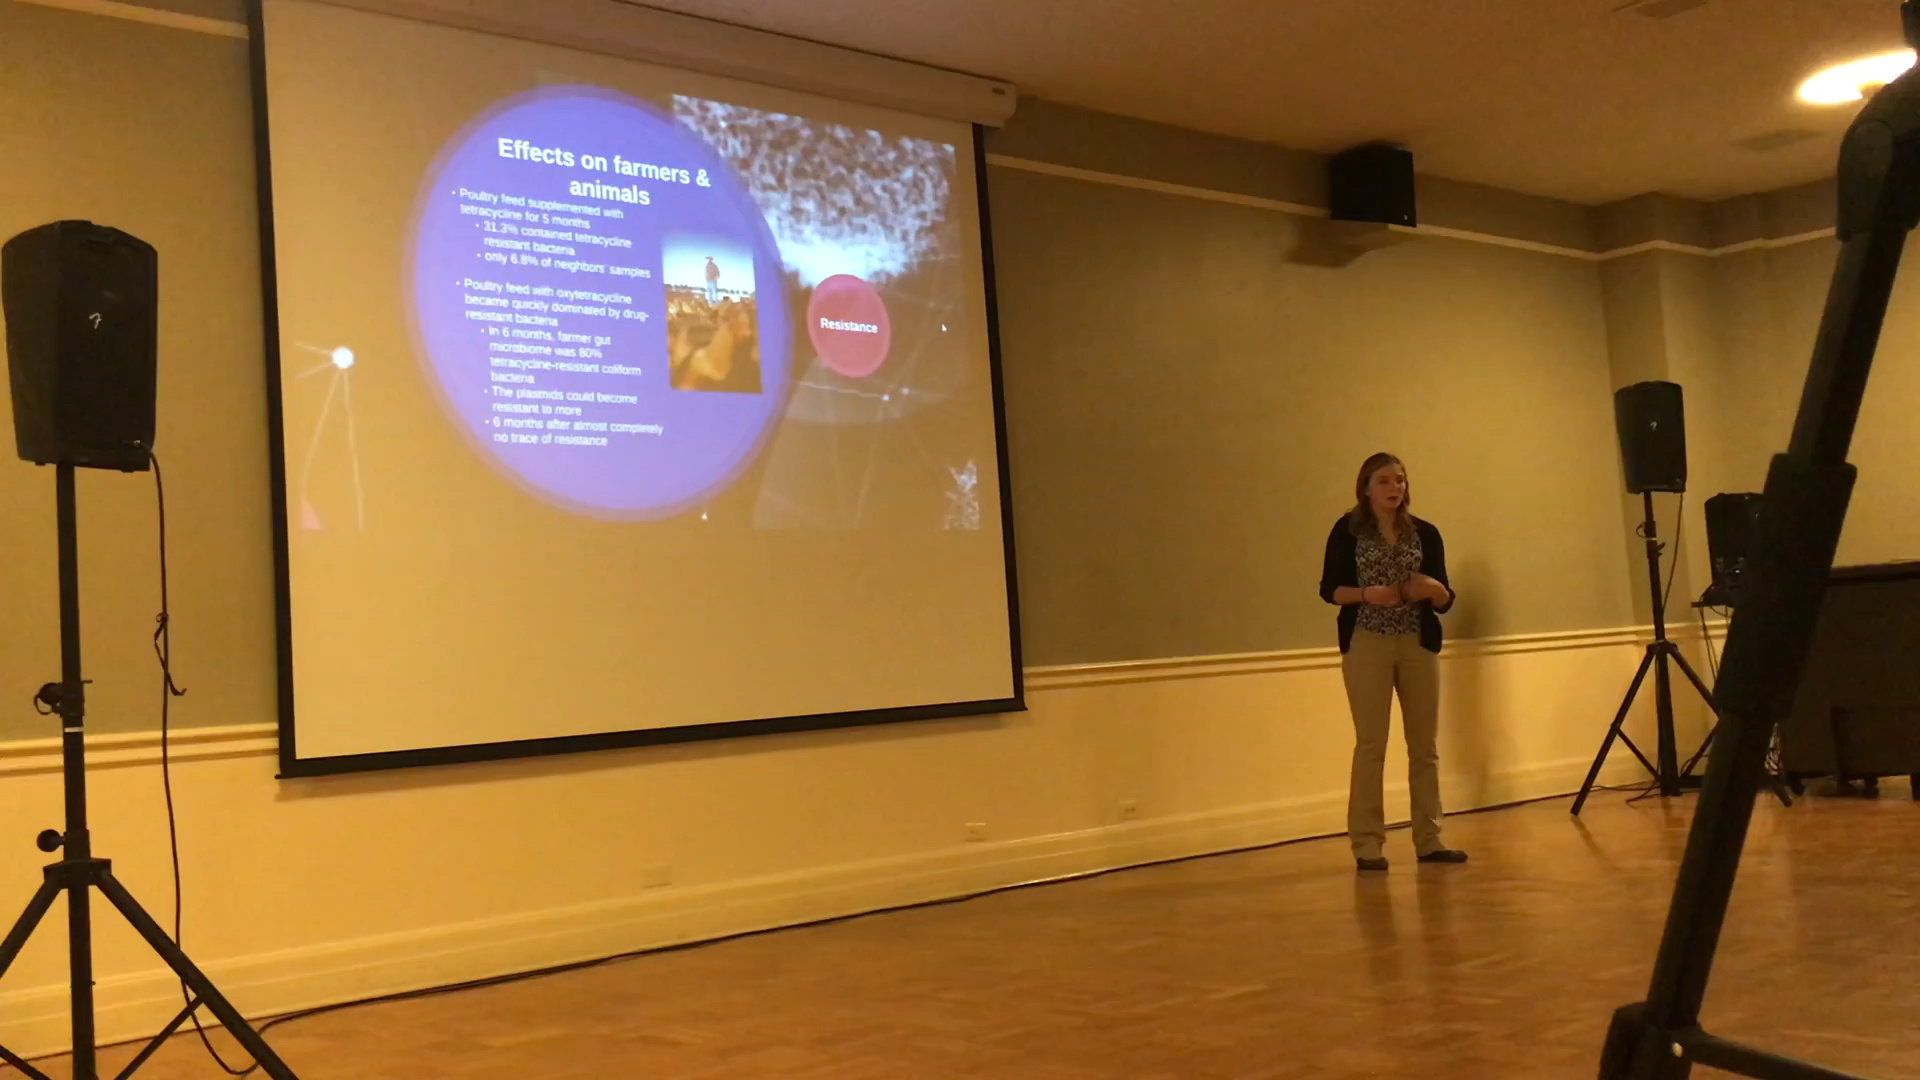 Effects on farmers &
animals
• Poultry feed supplemented with
tetracycline for 5 months
• 31.3% contained tetracycline
resistant bacteria
• only 6.8% of neighbors' samples
• Poultry feed with oxytetracycline
became quickly dominated by drug-
resistant bacteria
• In 6 months, farmer gut
microbiome was 80%
tetracycline-resistant coliform
bacteria
• The plasmids could become
resistant to more
• 6 months after almost completely
no trace of resistance
Resistance